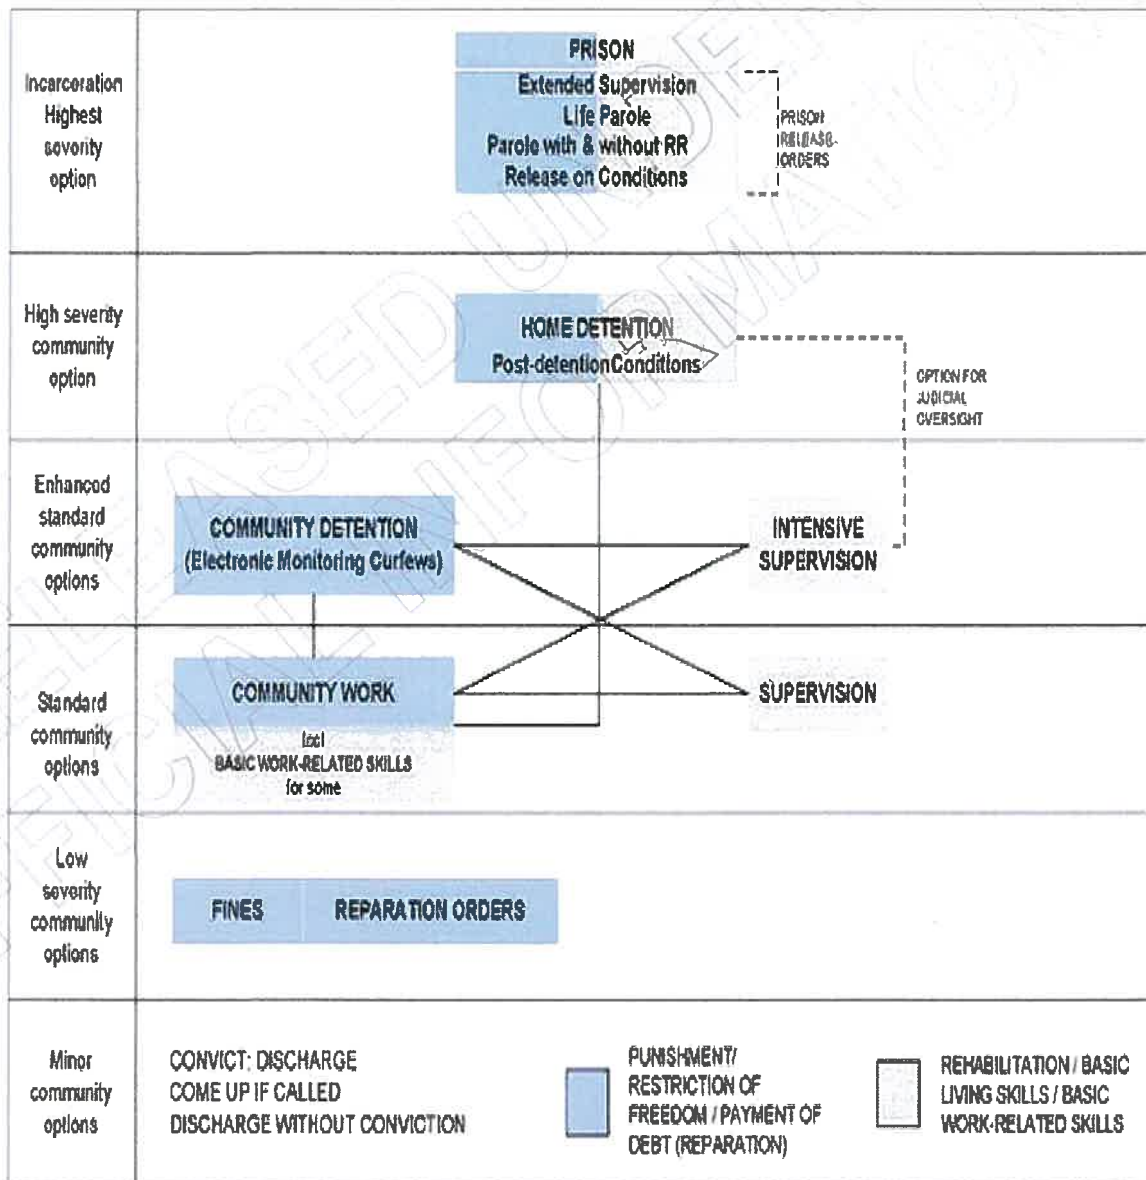 Incarceration
Highest
severity
option
PRISON
Extended Supervision
Life Parole
Parole with & without RR
Release on Conditions
PRISON
RELEASE
ORDERS
High severity
community
option
HOME DETENTION
Post-detention Conditions
OPTION FOR
JUDICIAL
OVERSIGHT
Enhanced
standard
community
options
COMMUNITY DETENTION
(Electronic Monitoring Curfews)
INTENSIVE
SUPERVISION
Standard
community
options
COMMUNITY WORK
BASIC WORK-RELATED SKILLS
for some
SUPERVISION
Low
severity
community
options
FINES
REPARATION ORDERS
Minor
community
options
CONVICT: DISCHARGE
COME UP IF CALLED
DISCHARGE WITHOUT CONVICTION
PUNISHMENT/
RESTRICTION OF
FREEDOM / PAYMENT OF
DEBT (REPARATION)
REHABILITATION / BASIC
LIVING SKILLS / BASIC
WORK-RELATED SKILLS
RELEASED UNDER
OFFICIAL INFORMATION